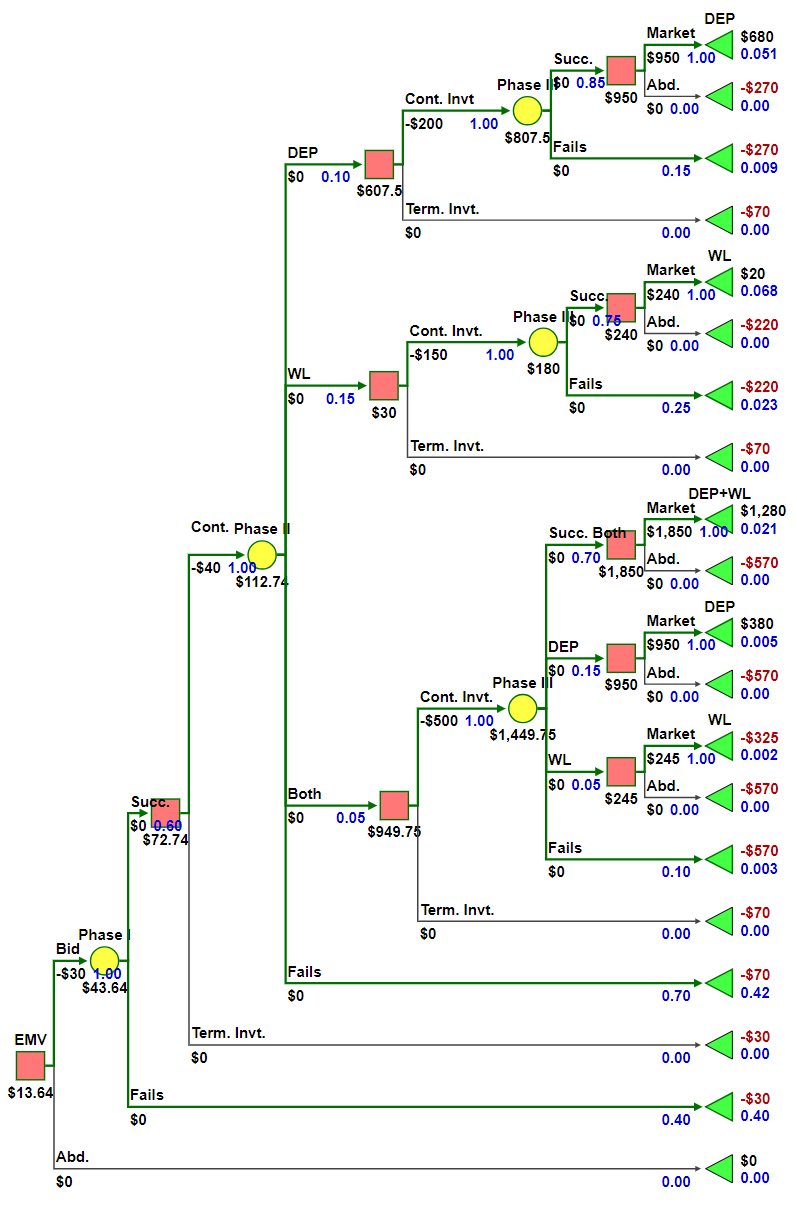 DEP
Market
$680
$950 1.00
0.051
Succ.
$0 0.85
Phase III
Abd.
-$270
$950
$0 0.00
0.00
Cont. Invt
-$200 1.00
$807.5
Fails
-$270
$0
0.15
0.009
DEP
$0 0.10
$607.5
Term. Invt.
-$70
$0
0.00
0.00
WL
Market
$20
$240 1.00
0.068
Succ.
$0 0.75
Phase III
Abd.
-$220
$240
$0 0.00
0.00
Cont. Invt.
-$150 1.00
$180
Fails
-$220
$0
0.25
0.023
WL
$0 0.15
$30
Term. Invt.
-$70
$0
0.00
0.00
DEP+WL
Market
$1,280
$1,850 1.00
0.021
Succ. Both
$0 0.70
Abd.
-$570
$1,850
$0 0.00
0.00
Cont.
Phase II
-$40 1.00
$112.74
DEP
Market
$380
$950 1.00
0.005
DEP
$0 0.15
Abd.
-$570
$950
$0 0.00
0.00
Phase III
Cont. Invt.
-$500 1.00
$1,449.75
WL
Market
-$325
$245 1.00
0.002
WL
$0 0.05
Abd.
-$570
$245
$0 0.00
0.00
Both
$0 0.05
$949.75
Fails
-$570
$0
0.10
0.003
Succ.
$0 0.60
$72.74
Term. Invt.
-$70
$0
0.00
0.00
Phase I
Bid
-$30 1.00
$43.64
Fails
-$70
$0
0.70
0.42
EMV
$13.64
Term. Invt.
-$30
$0
0.00
0.00
Fails
-$30
$0
0.40
0.40
Abd.
$0
$0
0.00
0.00